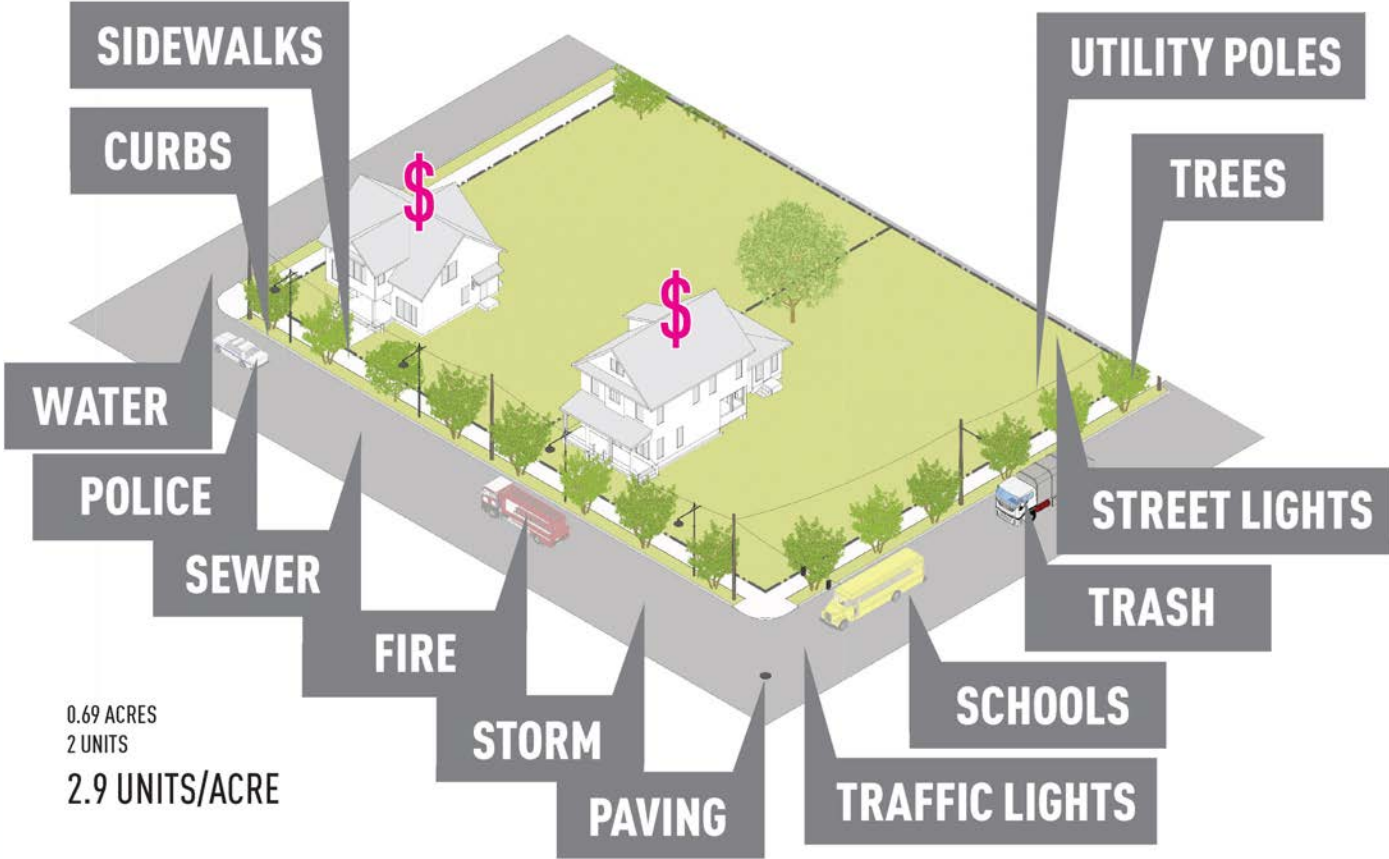 SIDEWALKS
UTILITY POLES
CURBS
TREES
$
$
WATER
POLICE
STREET LIGHTS
SEWER
TRASH
FIRE
SCHOOLS
STORM
TRAFFIC LIGHTS
PAVING
0.69 ACRES
2 UNITS
2.9 UNITS/ACRE